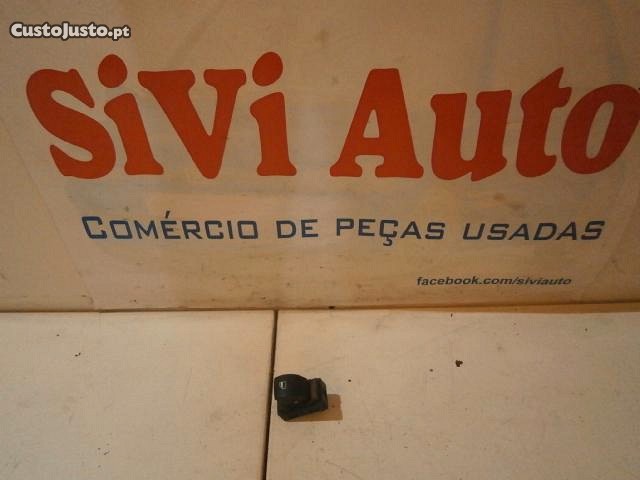 CustoJusto.pt
SiVi Auto
COMÉRCIO DE PEÇAS USADAS
facebook.com/siviauto